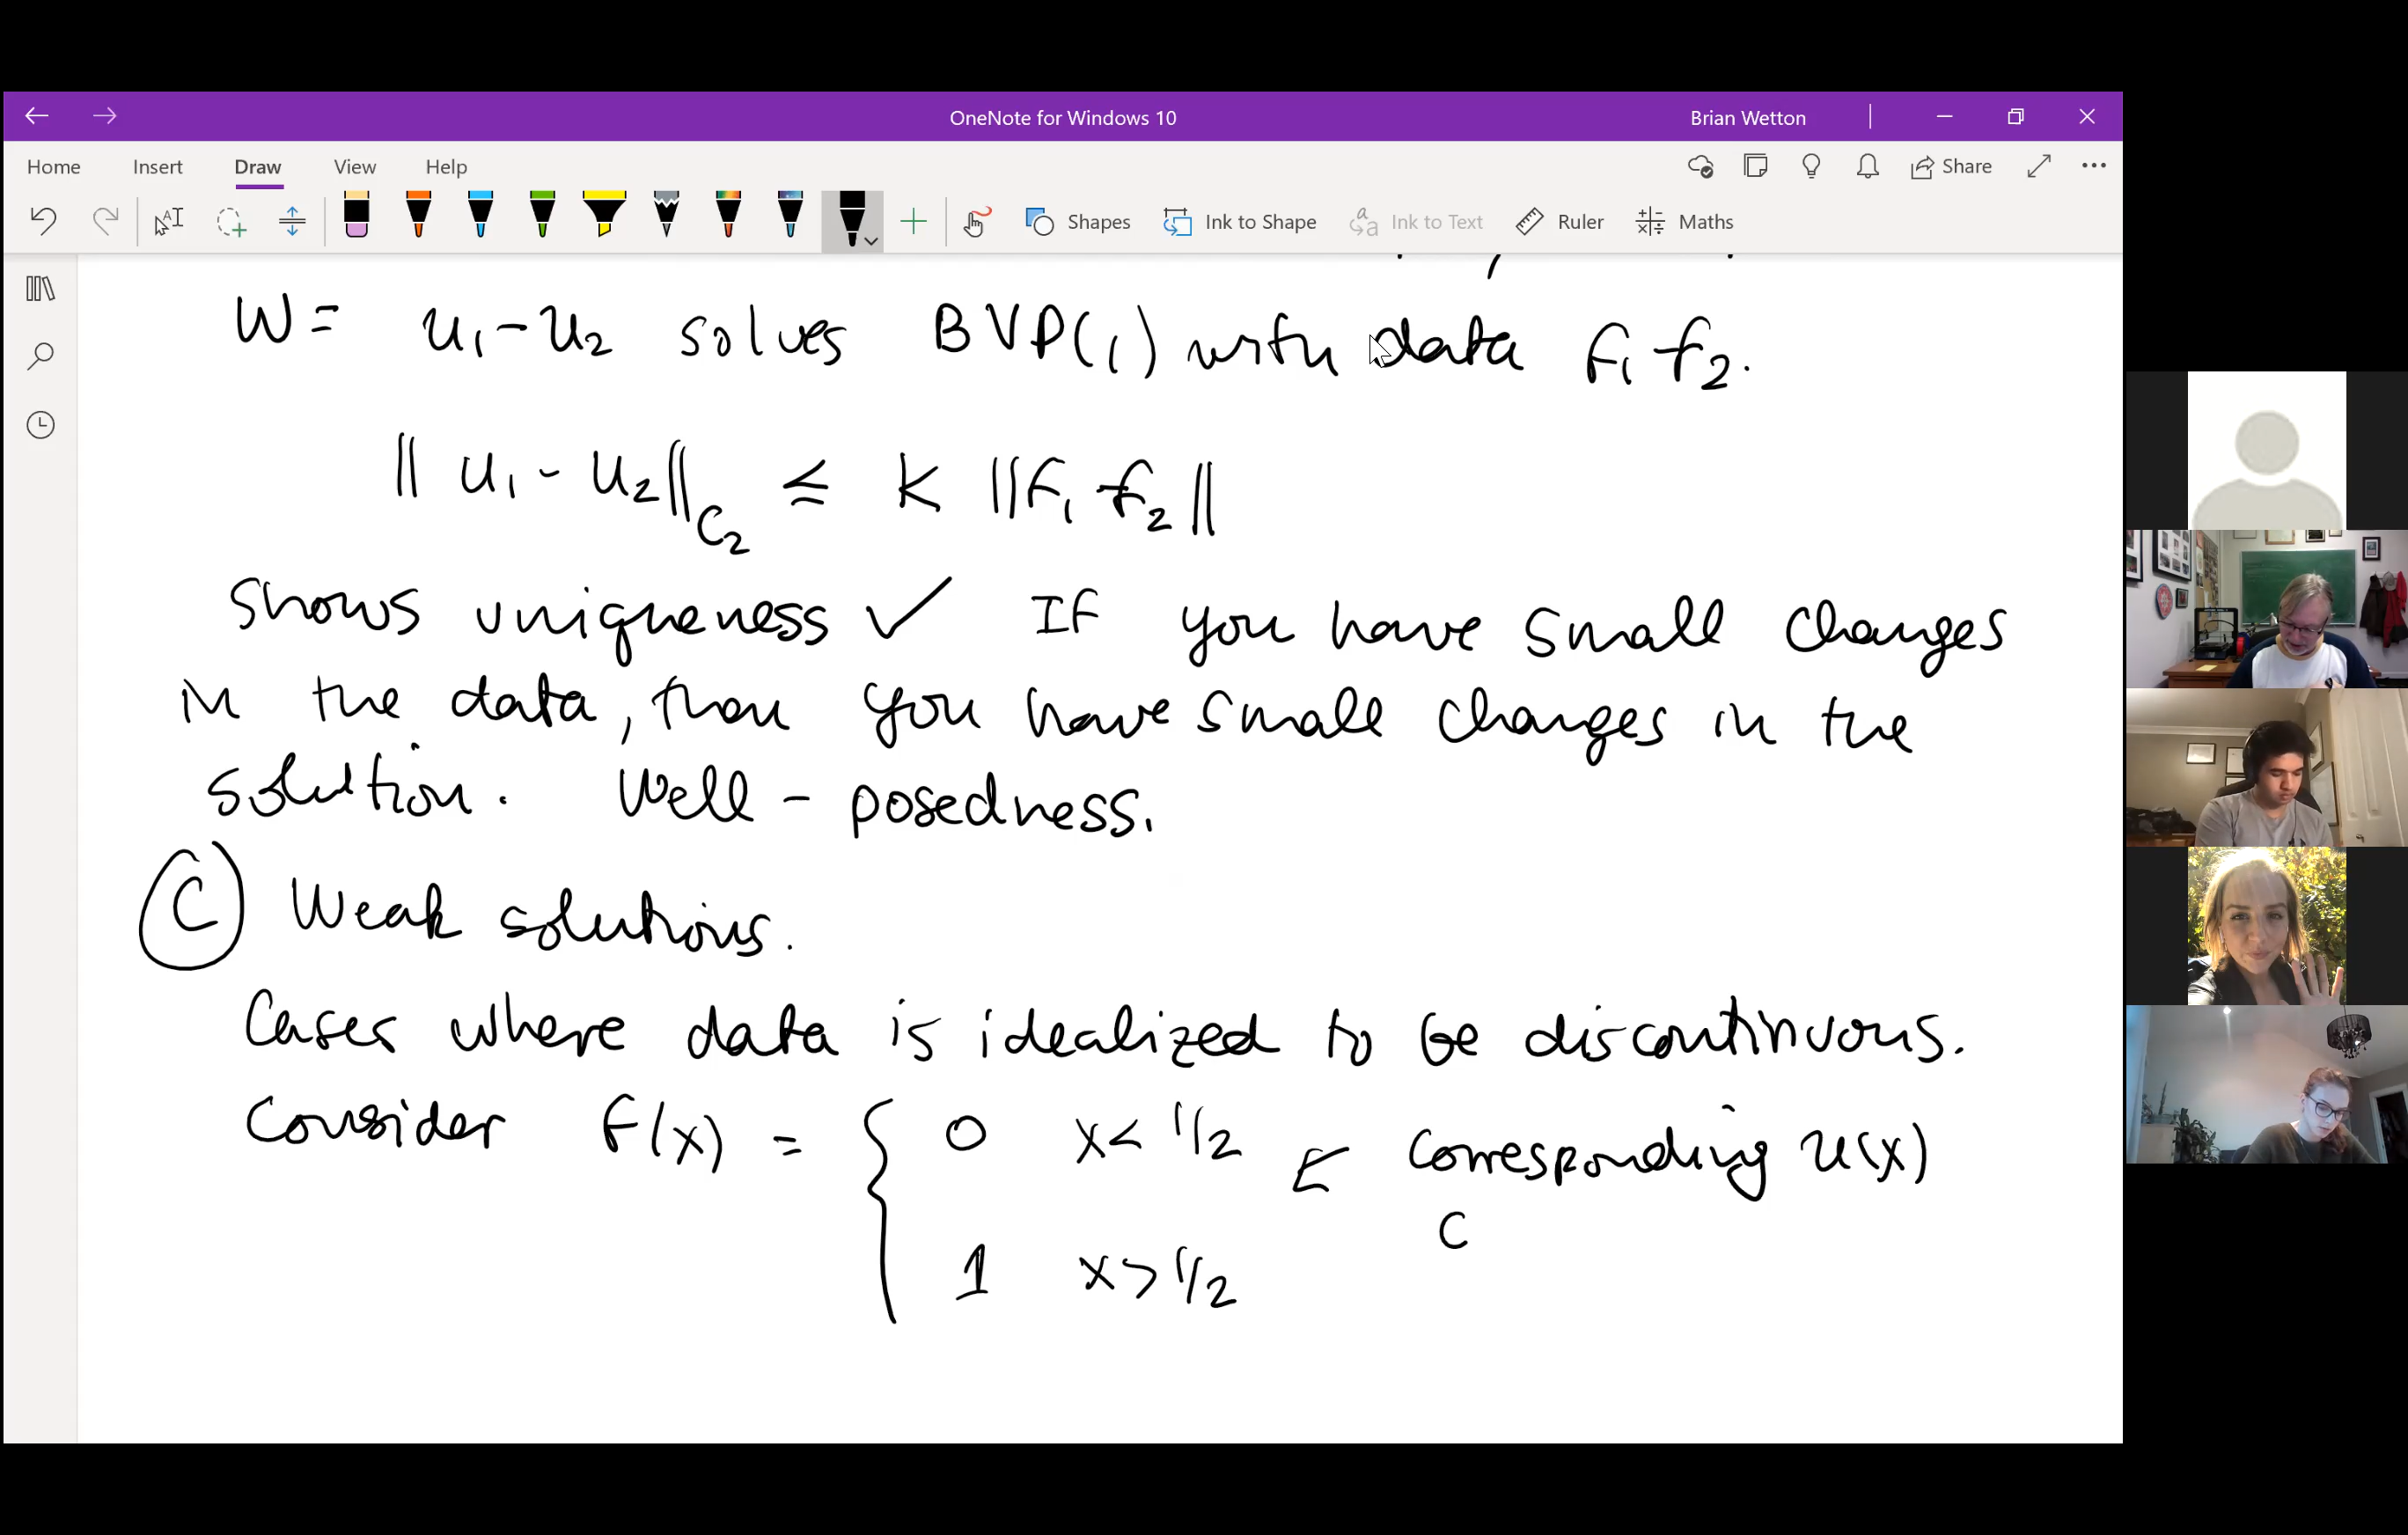 OneNote for Windows 10
Brian Wetton
Home Insert Draw View Help
Share
Shapes Ink to Shape Ink to Text Ruler Maths
W = u₁ - u₂ solves BVP(1) with data f₁-f₂.
|| u₁ - u₂ ||_C₂ ≤ K || f₁-f₂ ||
Shows uniqueness ✓ If you have small changes
in the data, then you have small changes in the
solution. Well-posedness.
C Weak solutions.
Cases where data is idealized to be discontinuous.
Consider f(x) = { 0 x < 1/2 ← corresponding u(x)
C
1 x > 1/2